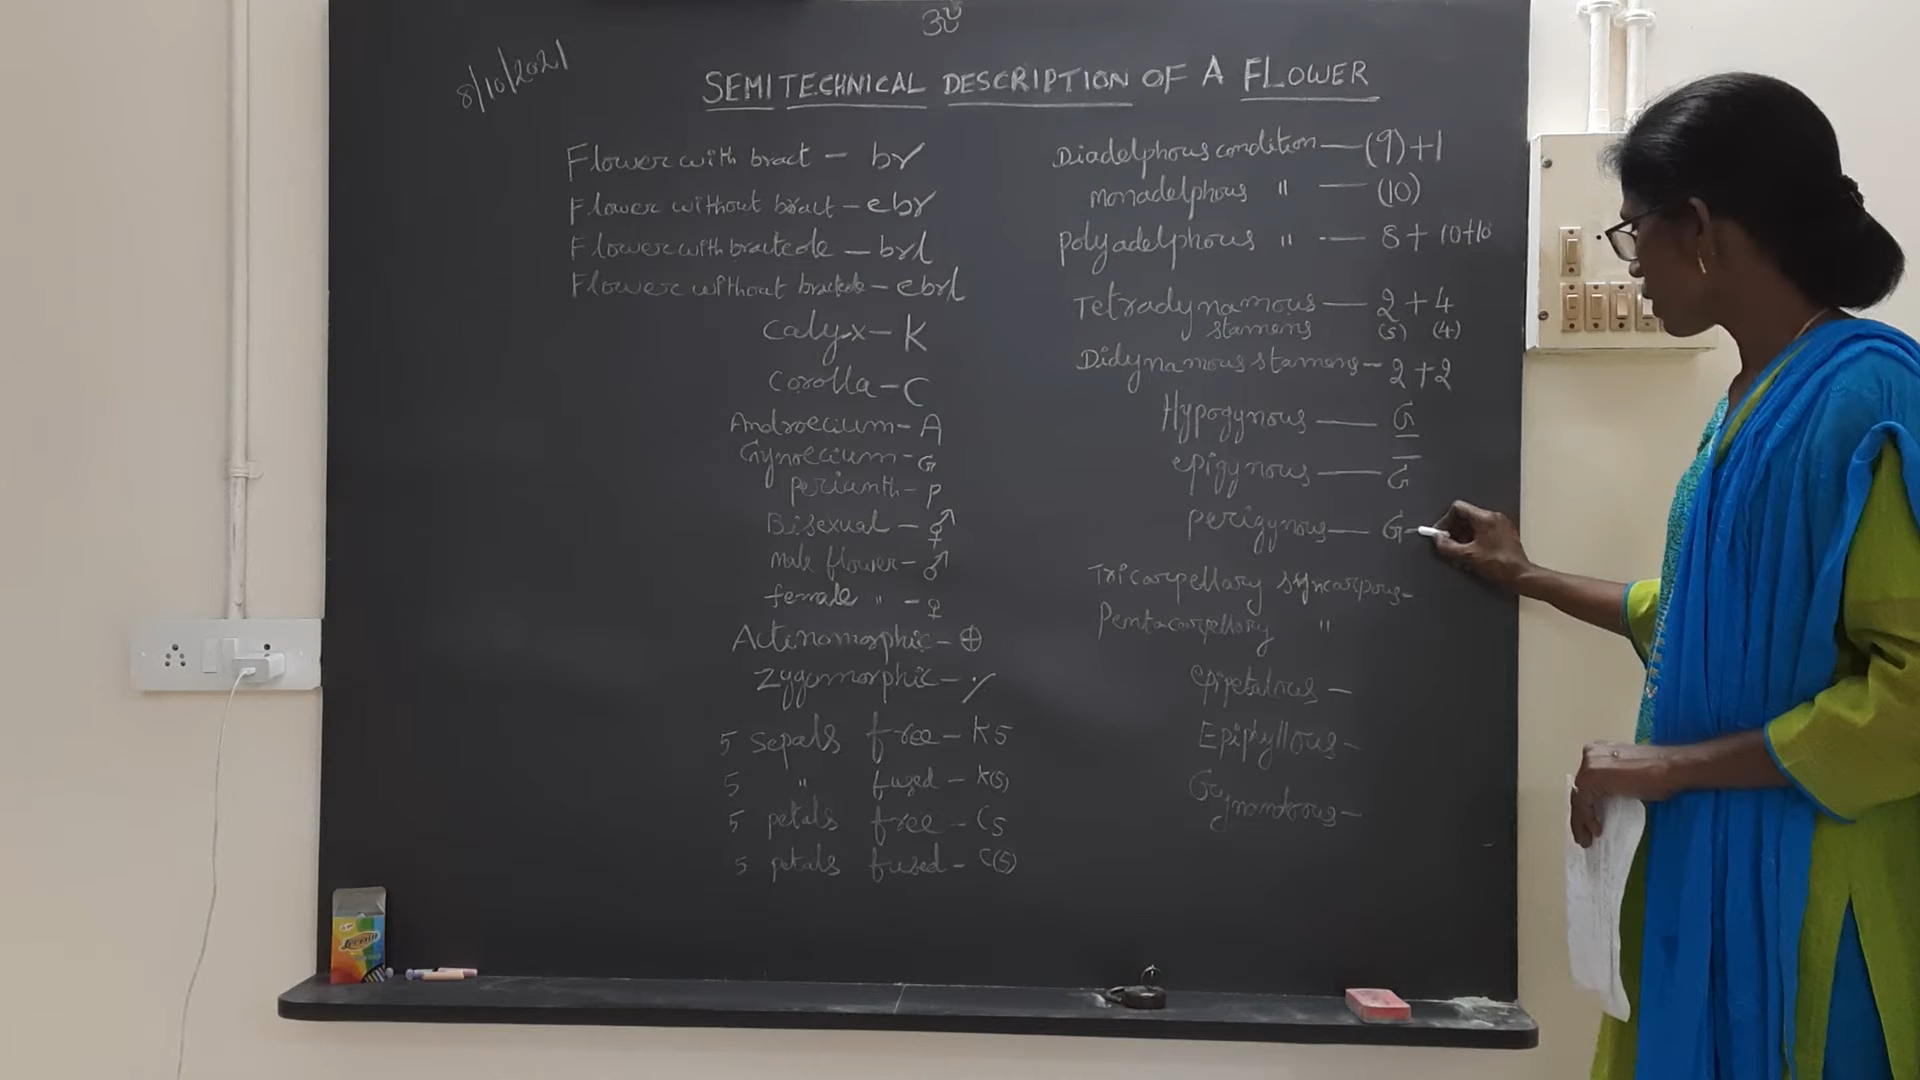 ॐ
8/10/2021
SEMITECHNICAL DESCRIPTION OF A FLOWER
Flower with bract - br
Flower without bract - ebr
Flower with bracteole - brl
Flower without bracteole - ebrl
Calyx - K
Corolla - C
Androecium - A
Gynoecium - G
perianth - P
Bisexual - ⚥
Male flower - ♂
female " - ♀
Actinomorphic - ⊕
Zygomorphic - ·/.
5 Sepals free - K5
5 " fused - K(5)
5 petals free - C5
5 petals fused - C(5)
Diadelphous condition — (9)+1
monadelphous " — (10)
polyadelphous " — 8 + 10+10
Tetradynamous — 2 + 4
stamens (s) (4)
Didynamous stamens - 2 + 2
Hypogynous — G̲
epigynous — G̅
perigynous — G-
Tricarpellary syncarpous -
Pentacarpellary "
epipetalous -
Epiphyllous -